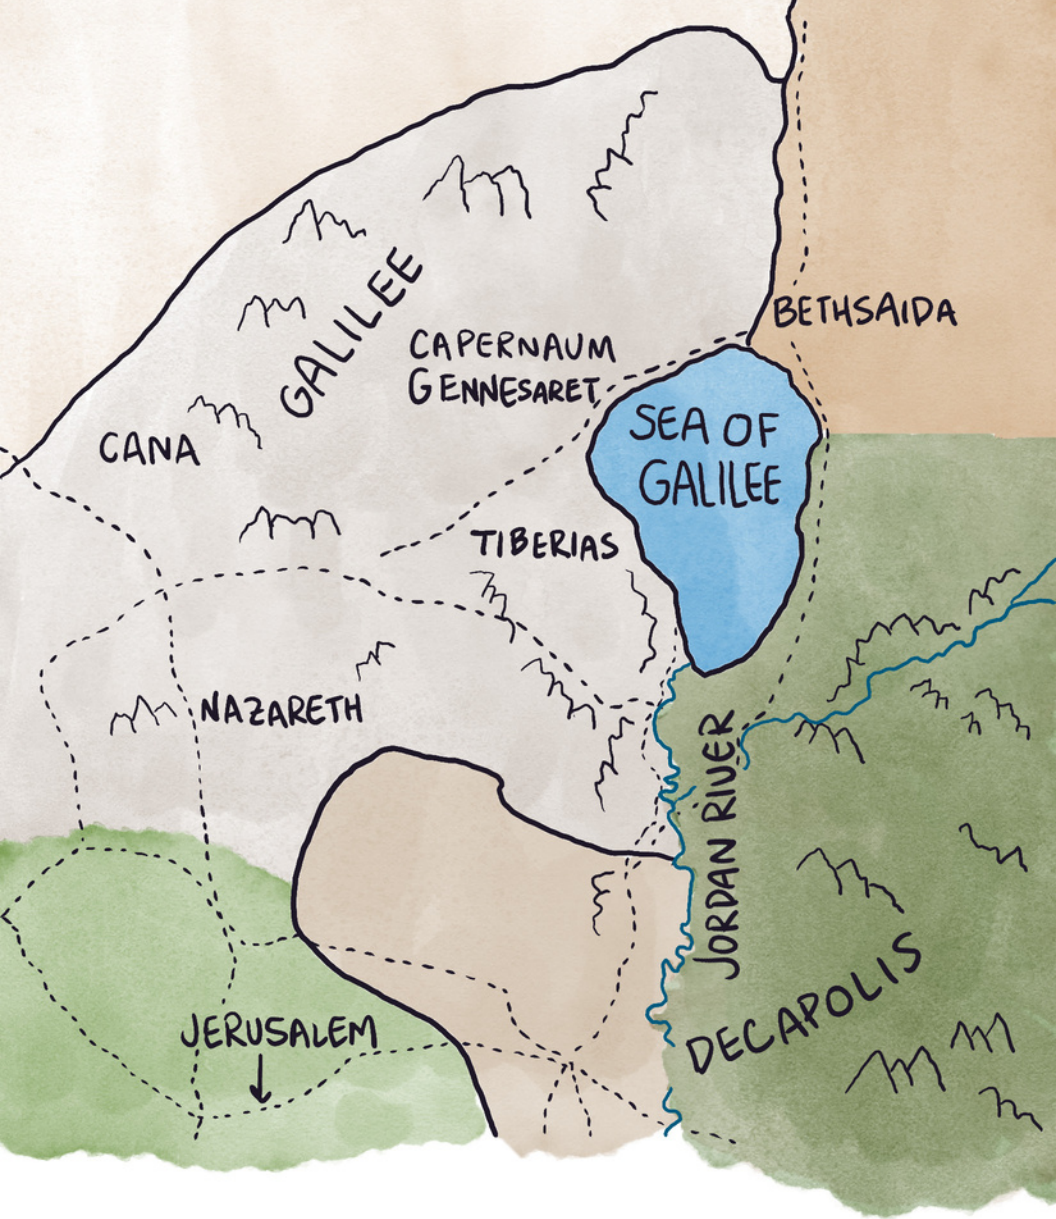 GALILEE
BETHSAIDA
CAPERNAUM
GENNESARET
SEA OF
GALILEE
CANA
TIBERIAS
NAZARETH
JORDAN RIVER
DECAPOLIS
JERUSALEM